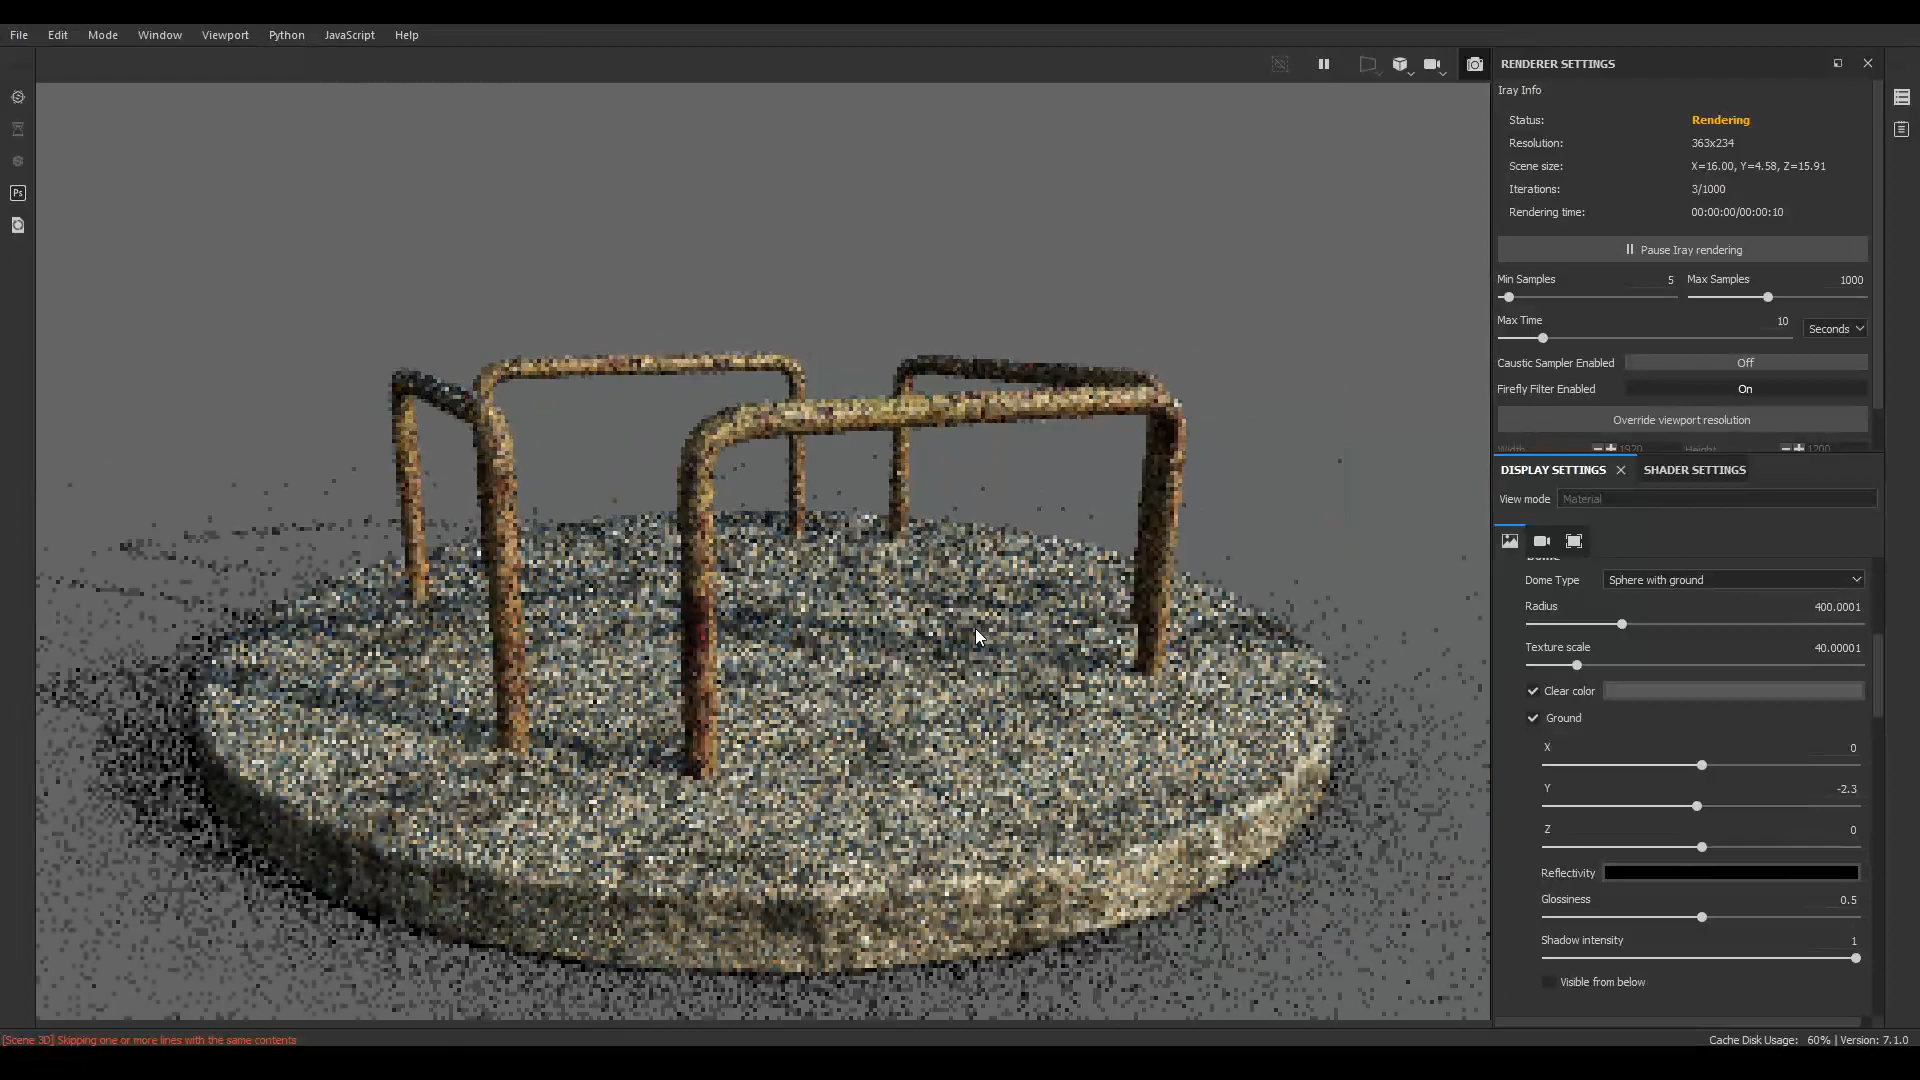 File Edit Mode Window Viewport Python JavaScript Help
RENDERER SETTINGS
Iray Info
Status: Rendering
Resolution: 363x234
Scene size: X=16.00, Y=4.58, Z=15.91
Iterations: 3/1000
Rendering time: 00:00:00/00:00:10
Pause Iray rendering
Min Samples 5 Max Samples 1000
Max Time 10 Seconds
Caustic Sampler Enabled Off
Firefly Filter Enabled On
Override viewport resolution
Width 1920 Height 1200
DISPLAY SETTINGS SHADER SETTINGS
View mode Material
Dome
Dome Type Sphere with ground
Radius 400.0001
Texture scale 40.00001
Clear color
Ground
X 0
Y -2.3
Z 0
Reflectivity
Glossiness 0.5
Shadow intensity 1
Visible from below
Ps
[Scene 3D] Skipping one or more lines with the same contents
Cache Disk Usage: 60% | Version: 7.1.0